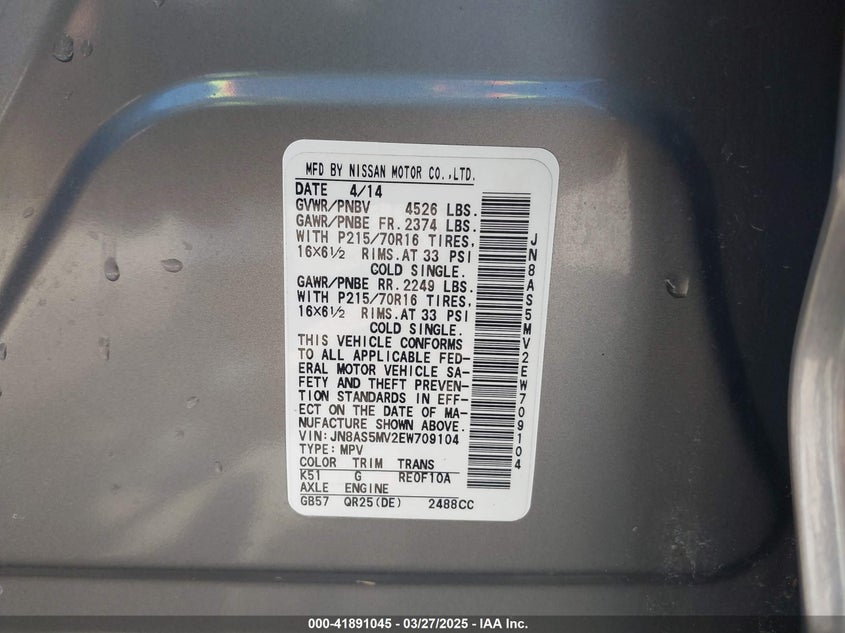 MFD BY NISSAN MOTOR CO.,LTD.
DATE 4/14
GVWR/PNBV 4526 LBS.
GAWR/PNBE FR.2374 LBS.
WITH P215/70R16 TIRES,
16×6½ RIMS.AT 33 PSI
COLD SINGLE.
GAWR/PNBE RR.2249 LBS.
WITH P215/70R16 TIRES,
16×6½ RIMS.AT 33 PSI
COLD SINGLE.
THIS VEHICLE CONFORMS
TO ALL APPLICABLE FED-
ERAL MOTOR VEHICLE SA-
FETY AND THEFT PREVEN-
TION STANDARDS IN EFF-
ECT ON THE DATE OF MA-
NUFACTURE SHOWN ABOVE.
VIN:JN8AS5MV2EW709104
TYPE:MPV
COLOR TRIM TRANS
K51 G RE0F10A
AXLE ENGINE
GB57 QR25(DE) 2488CC
JN8AS5MV2EW709104
000-41891045 — 03/27/2025 — IAA Inc.